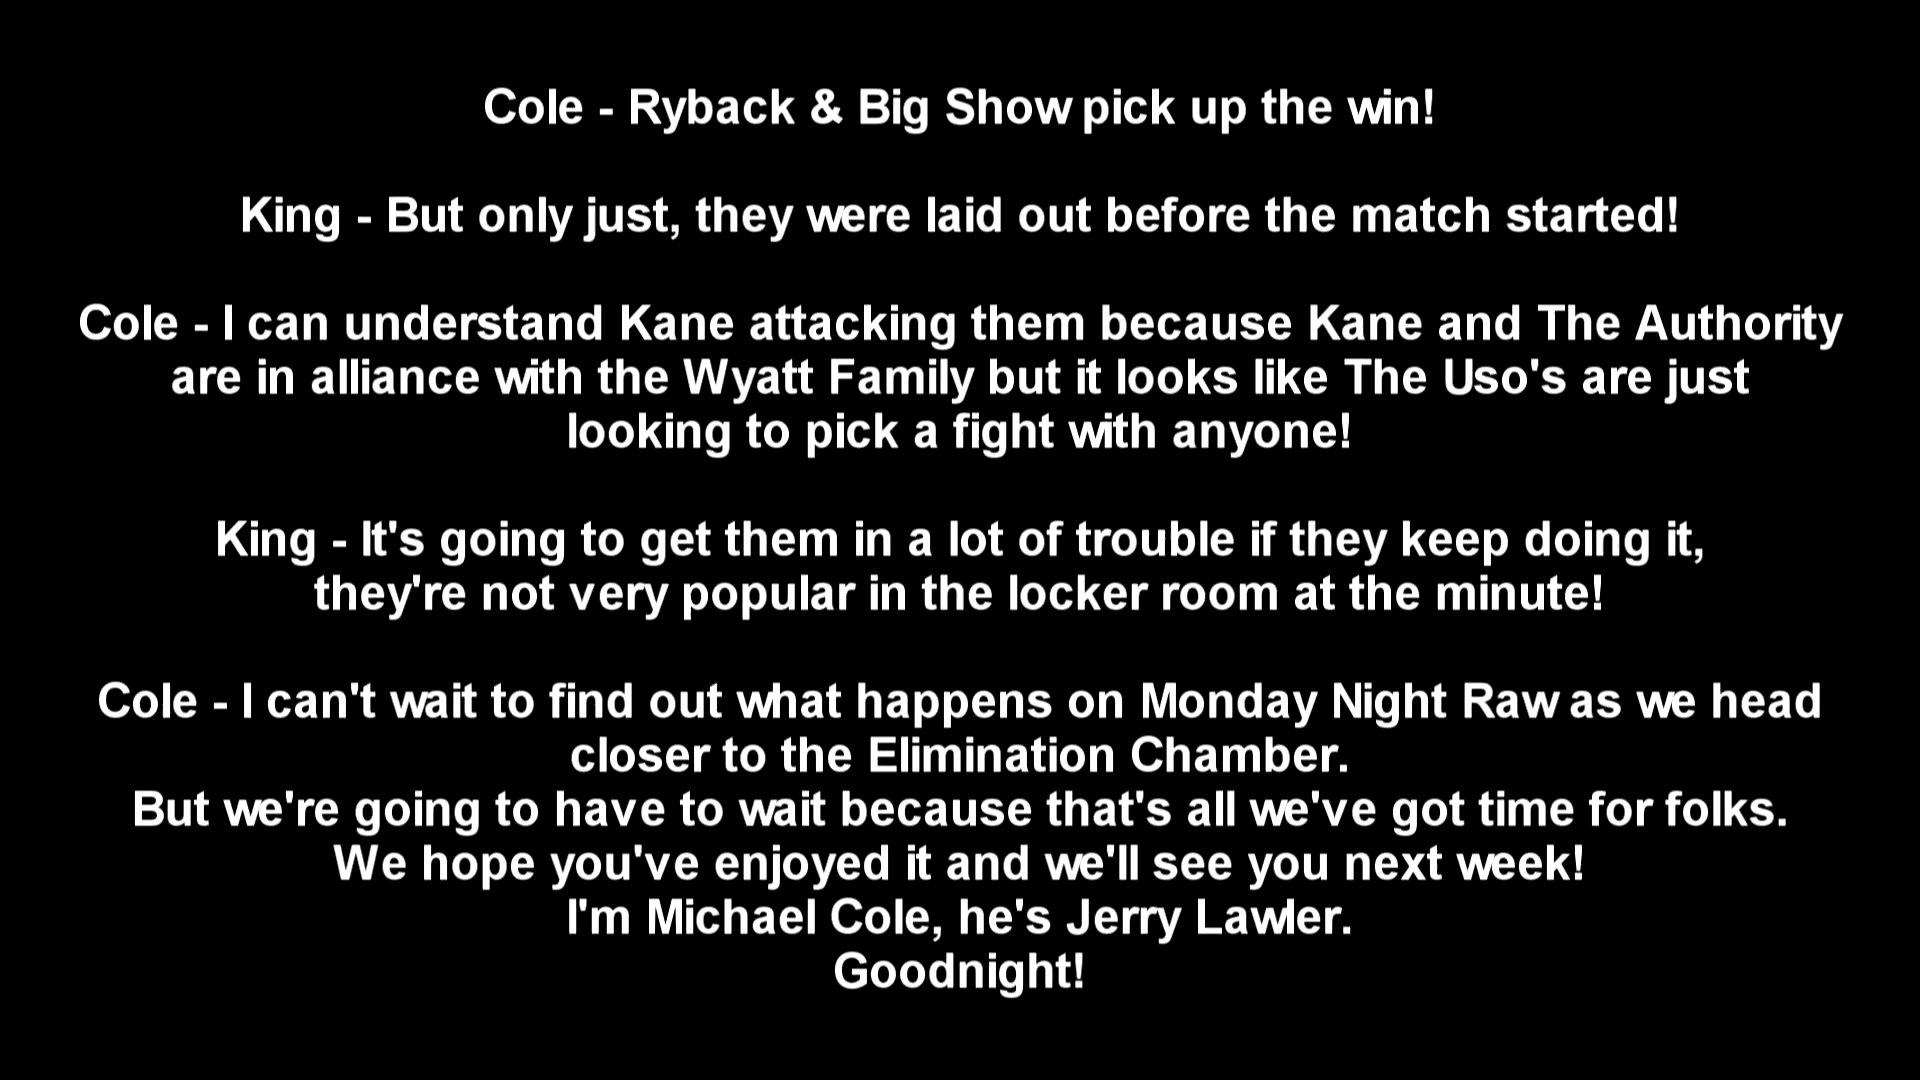 Cole - Ryback & Big Show pick up the win!
King - But only just, they were laid out before the match started!
Cole - I can understand Kane attacking them because Kane and The Authority
are in alliance with the Wyatt Family but it looks like The Uso's are just
looking to pick a fight with anyone!
King - It's going to get them in a lot of trouble if they keep doing it,
they're not very popular in the locker room at the minute!
Cole - I can't wait to find out what happens on Monday Night Raw as we head
closer to the Elimination Chamber.
But we're going to have to wait because that's all we've got time for folks.
We hope you've enjoyed it and we'll see you next week!
I'm Michael Cole, he's Jerry Lawler.
Goodnight!